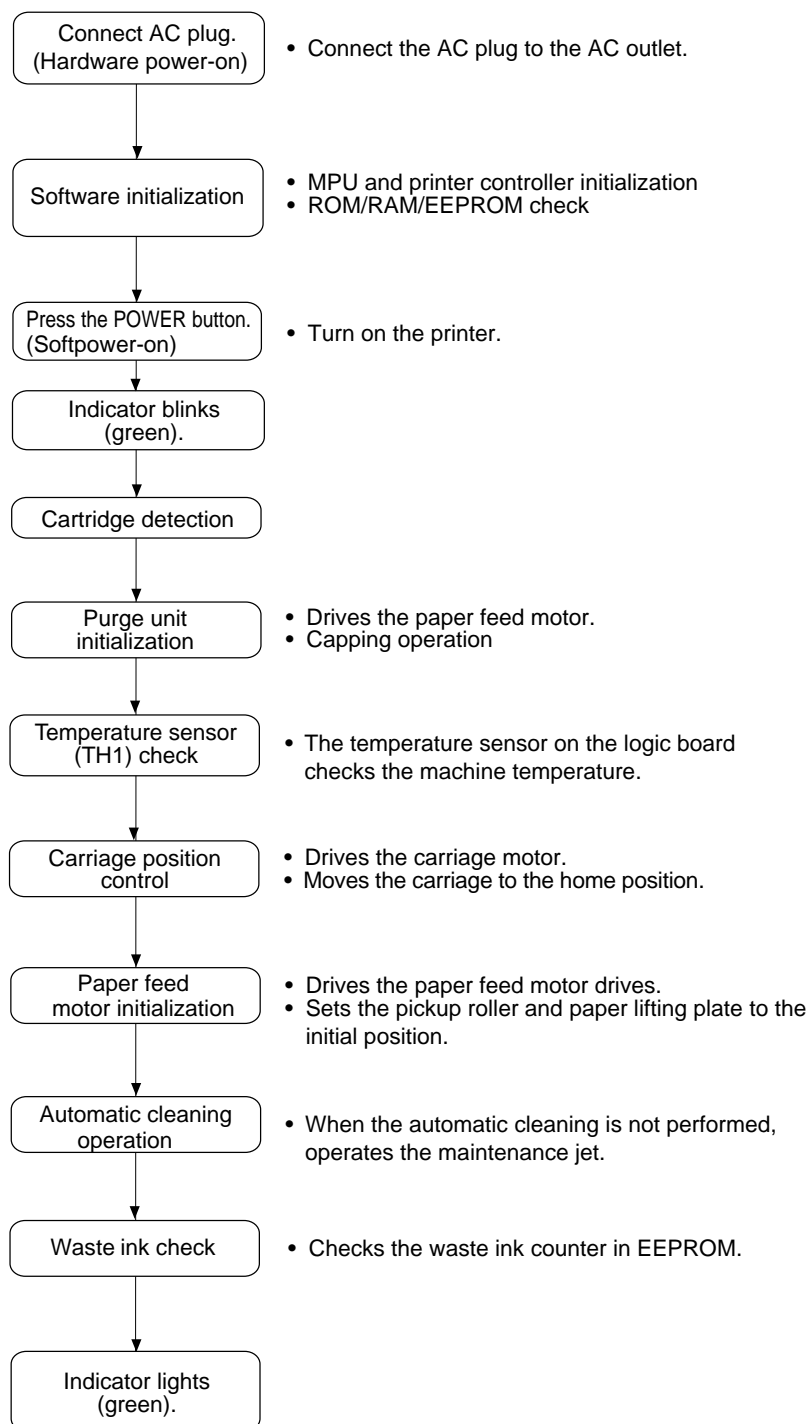 Connect AC plug.
(Hardware power-on)
• Connect the AC plug to the AC outlet.
Software initialization
• MPU and printer controller initialization
• ROM/RAM/EEPROM check
Press the POWER button.
(Softpower-on)
• Turn on the printer.
Indicator blinks
(green).
Cartridge detection
Purge unit
initialization
• Drives the paper feed motor.
• Capping operation
Temperature sensor
(TH1) check
• The temperature sensor on the logic board
checks the machine temperature.
Carriage position
control
• Drives the carriage motor.
• Moves the carriage to the home position.
Paper feed
motor initialization
• Drives the paper feed motor drives.
• Sets the pickup roller and paper lifting plate to the
initial position.
Automatic cleaning
operation
• When the automatic cleaning is not performed,
operates the maintenance jet.
Waste ink check
• Checks the waste ink counter in EEPROM.
Indicator lights
(green).